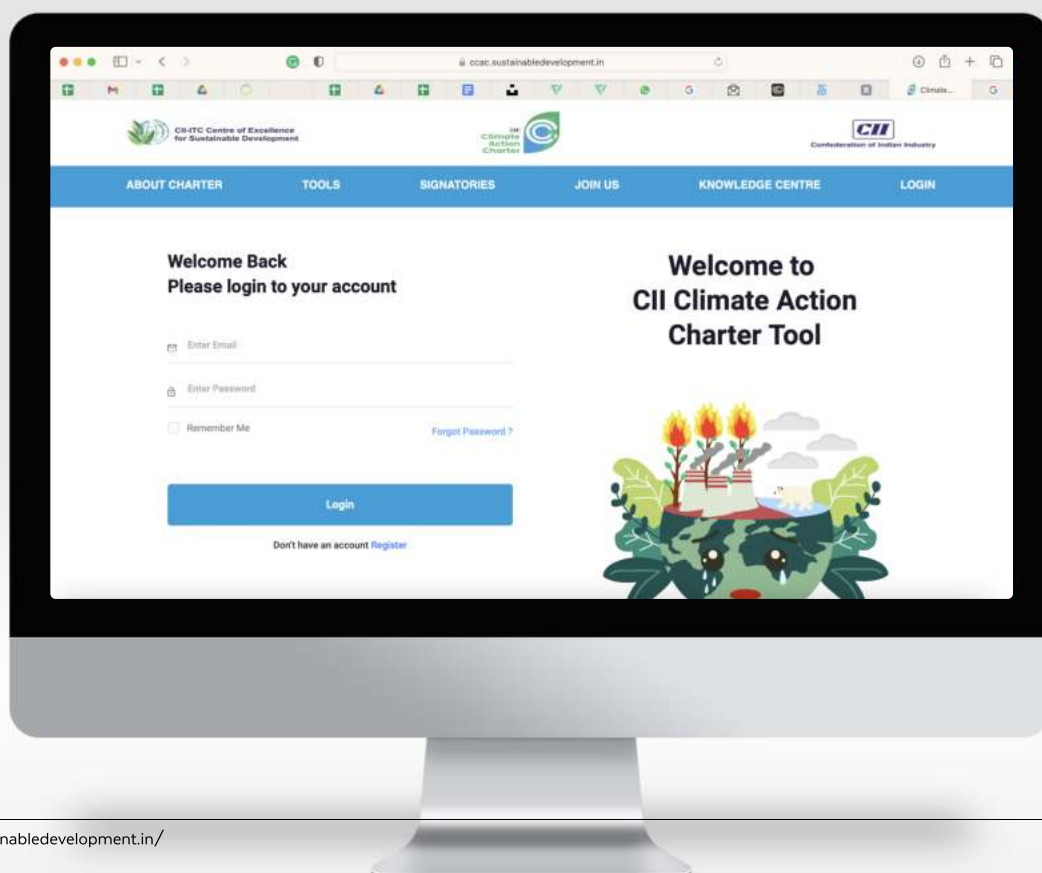 ccac.sustainabledevelopment.in
Climate...
CII-ITC Centre of Excellence
for Sustainable Development
CII
Climate
Action
Charter
CII
Confederation of Indian Industry
ABOUT CHARTER TOOLS SIGNATORIES JOIN US KNOWLEDGE CENTRE LOGIN
Welcome Back
Please login to your account
Enter Email
Enter Password
Remember Me
Forgot Password ?
Login
Don't have an account Register
Welcome to
CII Climate Action
Charter Tool
nabledevelopment.in/